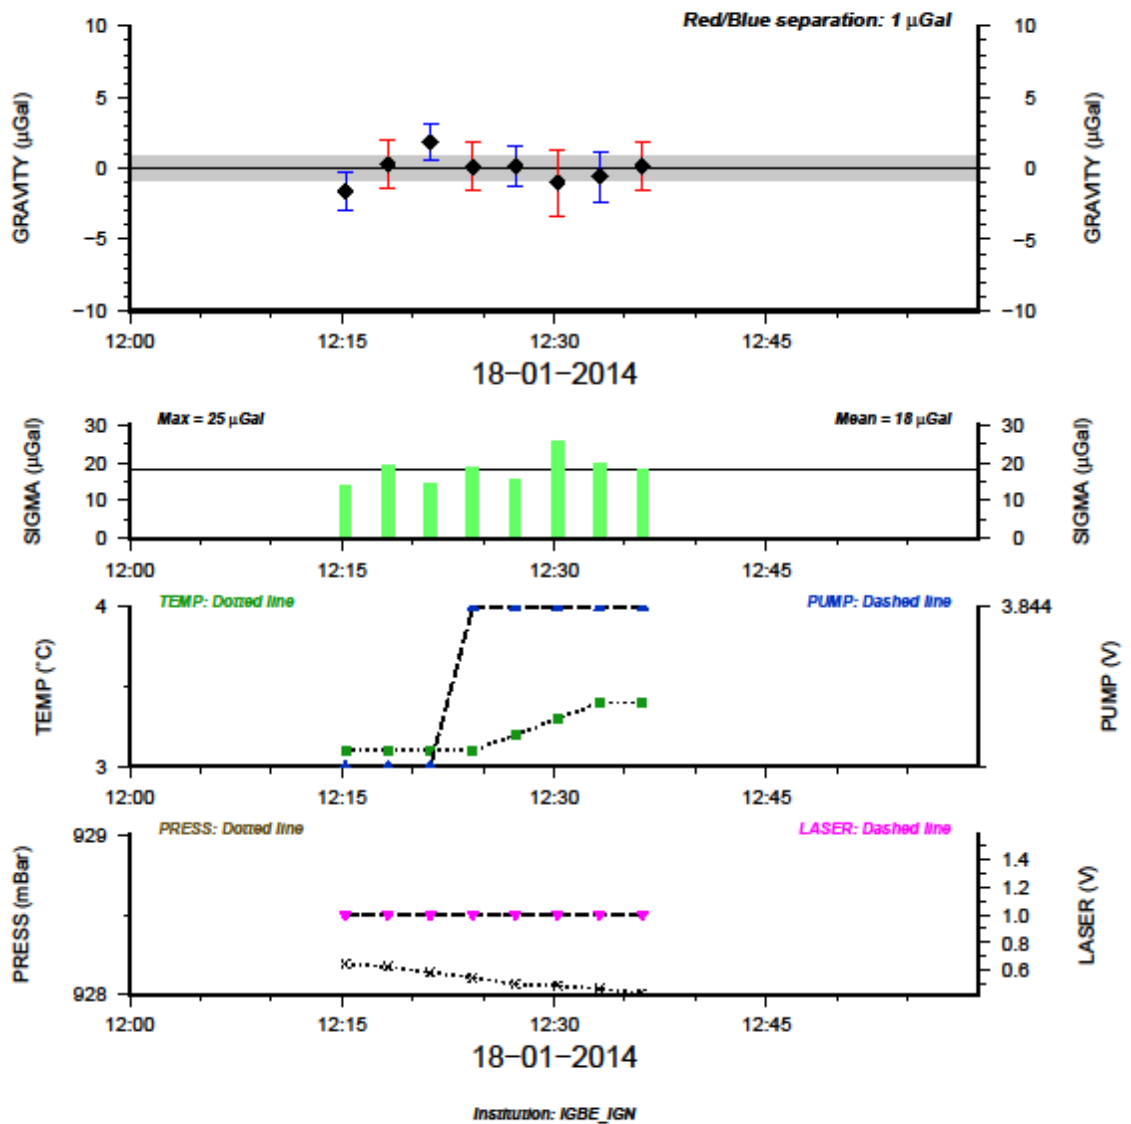 Red/Blue separation: 1 μGal
GRAVITY (μGal)
10
5
0
−5
−10
10
5
0
−5
−10
GRAVITY (μGal)
12:00 12:15 12:30 12:45
18−01−2014
Max = 25 μGal Mean = 18 μGal
SIGMA (μGal)
30
20
10
0
30
20
10
0
SIGMA (μGal)
12:00 12:15 12:30 12:45
TEMP: Dotted line PUMP: Dashed line
TEMP (°C)
4
3
3.844
PUMP (V)
12:00 12:15 12:30 12:45
PRESS: Dotted line LASER: Dashed line
PRESS (mBar)
929
928
1.4
1.2
1.0
0.8
0.6
LASER (V)
12:00 12:15 12:30 12:45
18−01−2014
Institution: IGBE_IGN